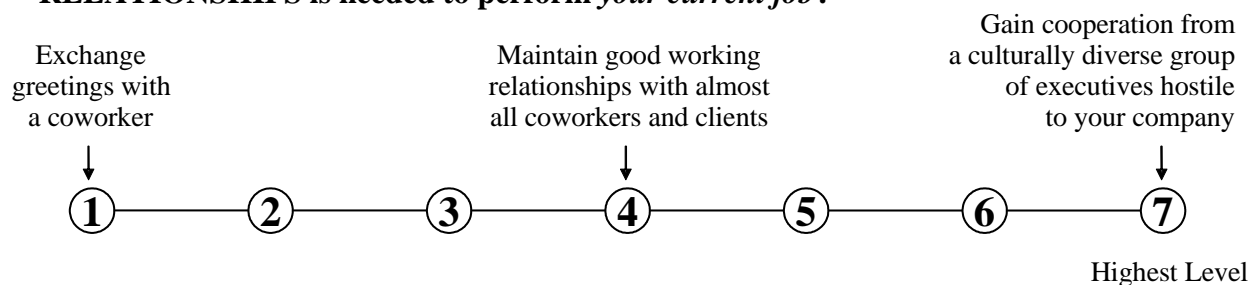 RELATIONSHIPS is needed to perform your current job?
Exchange
greetings with
a coworker
Maintain good working
relationships with almost
all coworkers and clients
Gain cooperation from
a culturally diverse group
of executives hostile
to your company
1 2 3 4 5 6 7
Highest Level